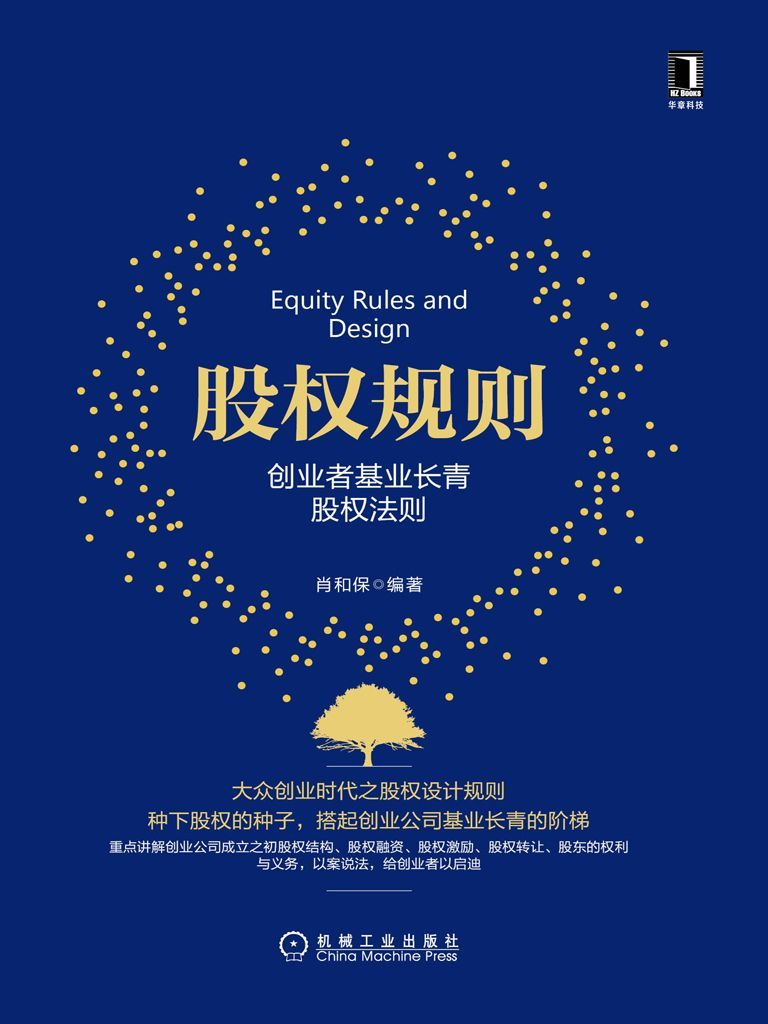 HZ BOOKS
华章科技
Equity Rules and
Design
股权规则
创业者基业长青
股权法则
肖和保◎编著
大众创业时代之股权设计规则
种下股权的种子，搭起创业公司基业长青的阶梯
重点讲解创业公司成立之初股权结构、股权融资、股权激励、股权转让、股东的权利
与义务，以案说法，给创业者以启迪
机械工业出版社
China Machine Press